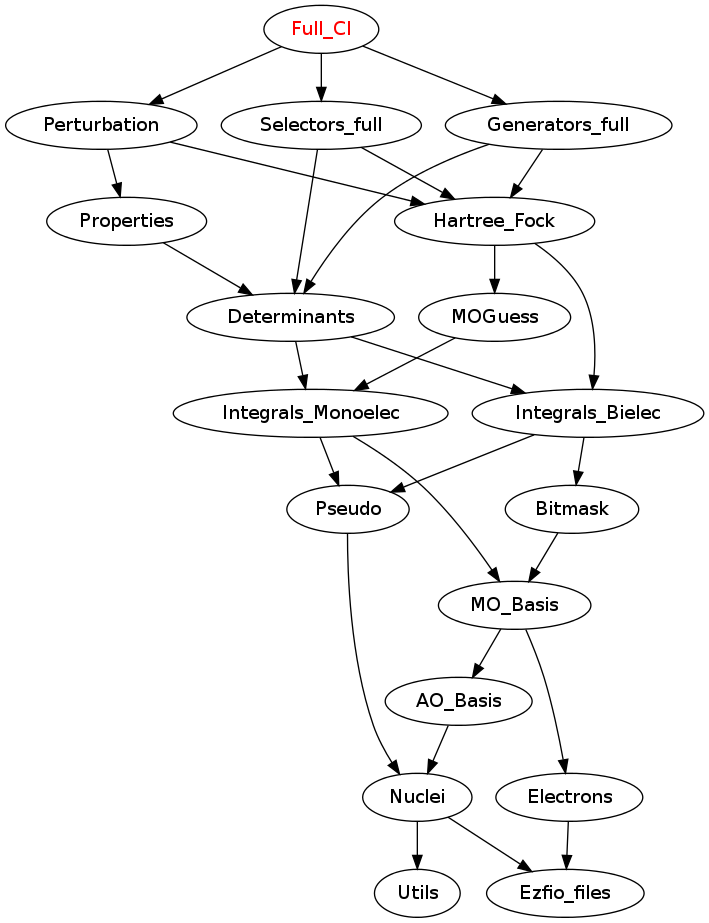 Full_CI
Perturbation
Selectors_full
Generators_full
Properties
Hartree_Fock
Determinants
MOGuess
Integrals_Monoelec
Integrals_Bielec
Pseudo
Bitmask
MO_Basis
AO_Basis
Nuclei
Electrons
Utils
Ezfio_files